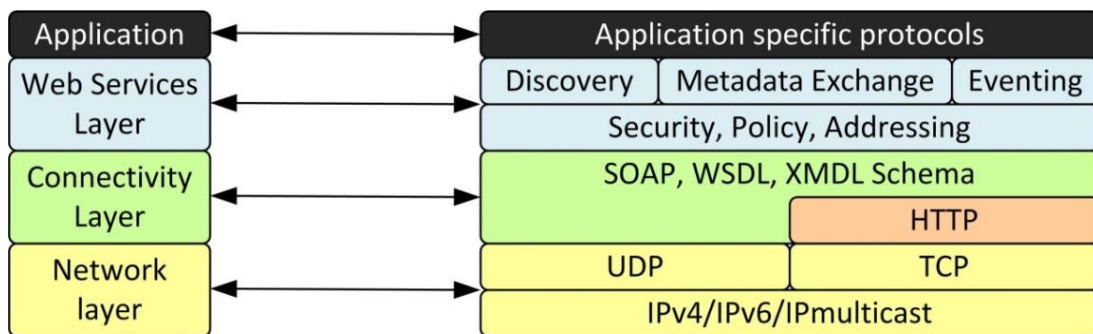 Application
Application specific protocols
Web Services
Layer
Discovery
Metadata Exchange
Eventing
Security, Policy, Addressing
Connectivity
Layer
SOAP, WSDL, XMDL Schema
HTTP
Network
layer
UDP
TCP
IPv4/IPv6/IPmulticast